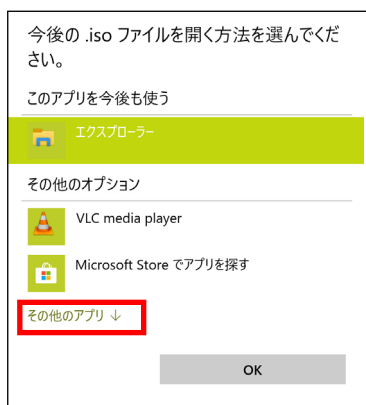 今後の .iso ファイルを開く方法を選んでくだ
さい。
このアプリを今後も使う
エクスプローラー
その他のオプション
VLC media player
Microsoft Store でアプリを探す
その他のアプリ ↓
OK